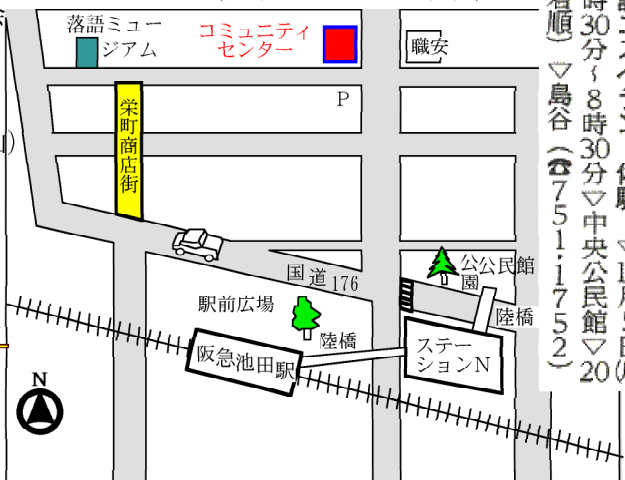 落語ミュー
ジアム
コミュニティ
センター
職安
P
栄町商店街
国道176
公公民館
園
駅前広場
陸橋
陸橋
阪急池田駅
ステー
ションN
N
時30分～8時30分▽中央公民館▽20
着順）▽島谷（☎751・1752）